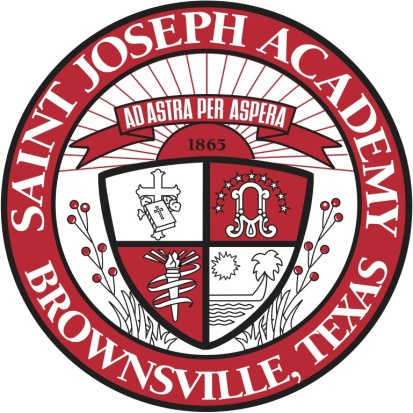 SAINT JOSEPH ACADEMY
AD ASTRA PER ASPERA
1865
BROWNSVILLE, TEXAS